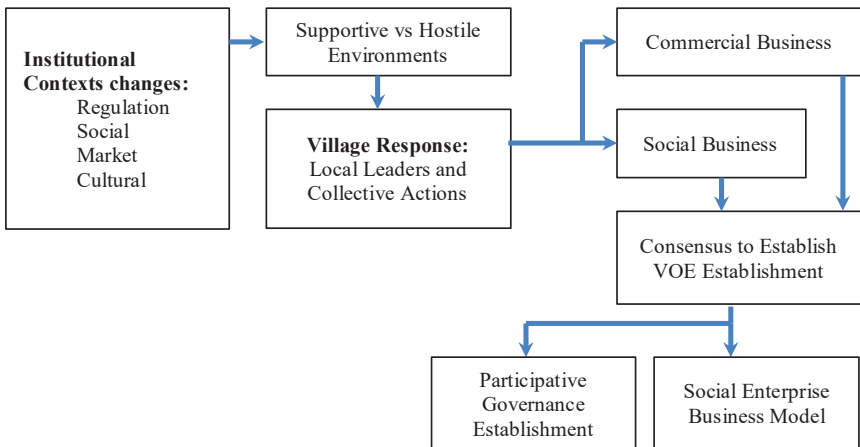 Institutional
Contexts changes:
Regulation
Social
Market
Cultural
Supportive vs Hostile
Environments
Village Response:
Local Leaders and
Collective Actions
Commercial Business
Social Business
Consensus to Establish
VOE Establishment
Participative
Governance
Establishment
Social Enterprise
Business Model